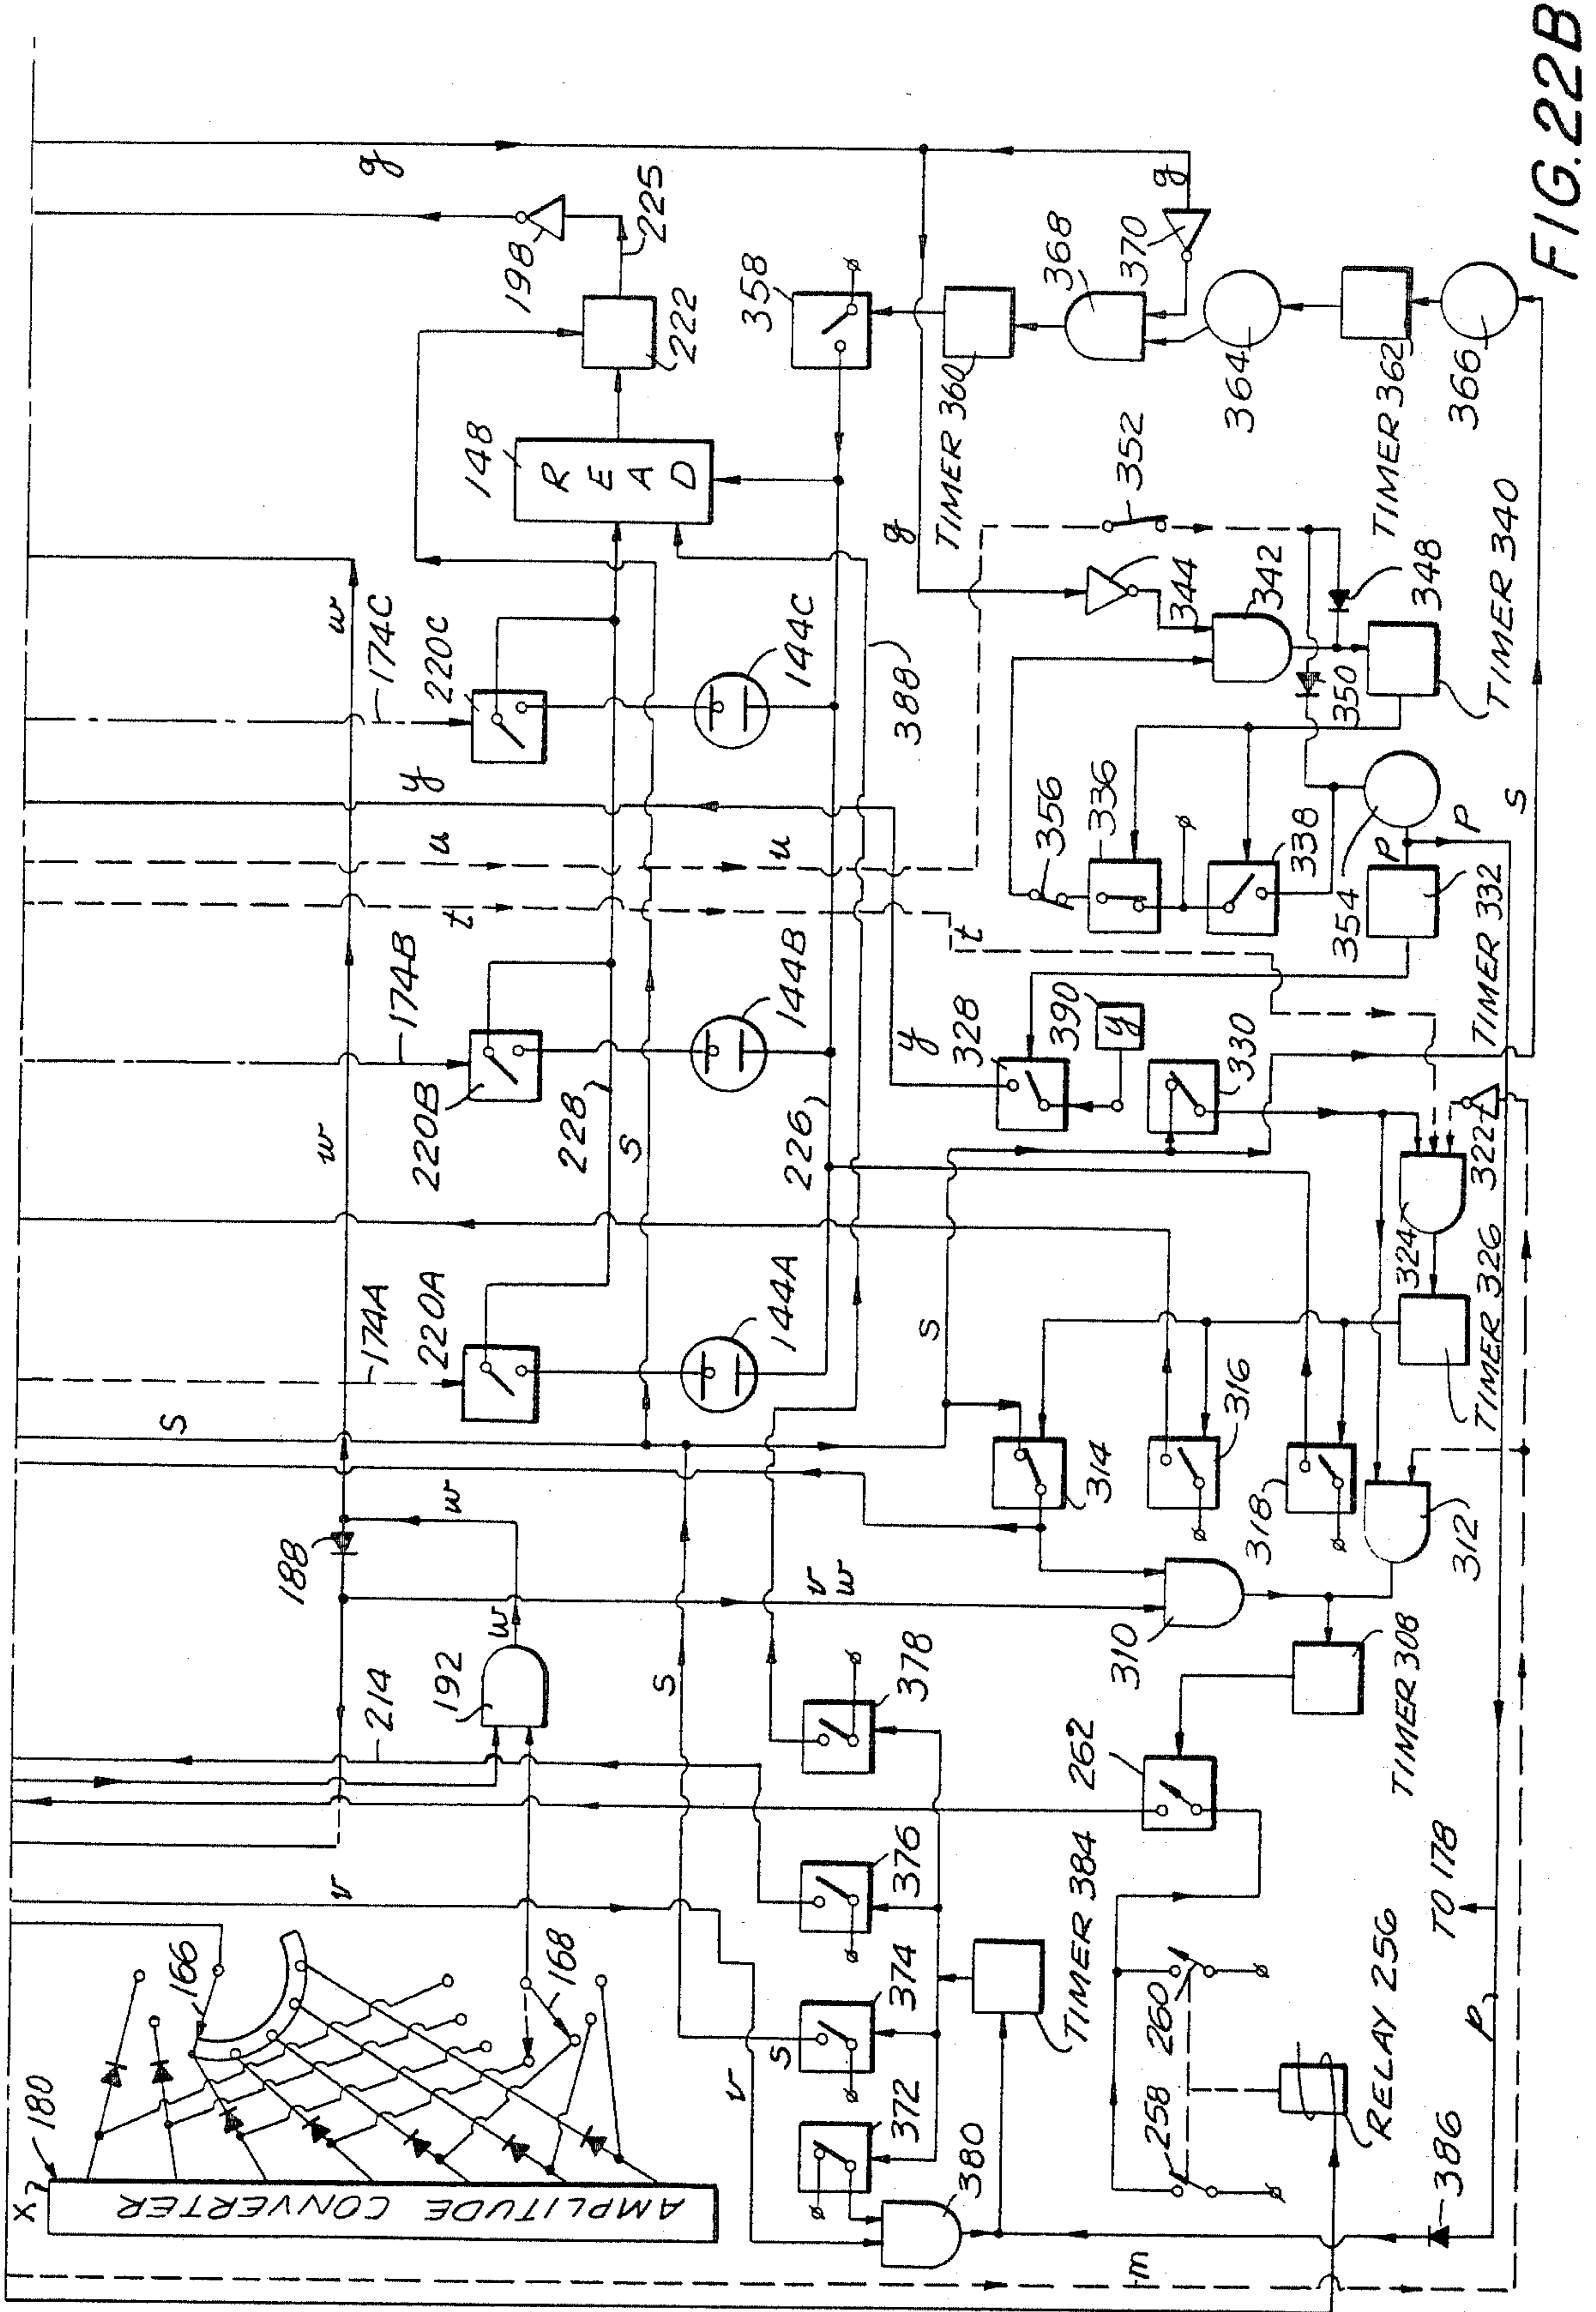 g
198
225
222
358
148
READ
w
174C
220C
144C
388
g
TIMER 360
368
370
g
364
TIMER 362
366
352
344
342
348
350
TIMER 340
y
u
u
t
t
174B
220B
144B
228
s
226
y
328
390
y
356
336
338
354
P
P
TIMER 332
s
330
w
322
324
TIMER 326
174A
220A
144A
s
s
314
316
318
312
188
w
w
v
w
310
TIMER 308
192
214
s
378
262
v
376
374
s
372
v
TIMER 384
380
166
168
X
180
AMPLITUDE CONVERTER
258
260
RELAY 256
TO 178
p
386
m
FIG. 22B